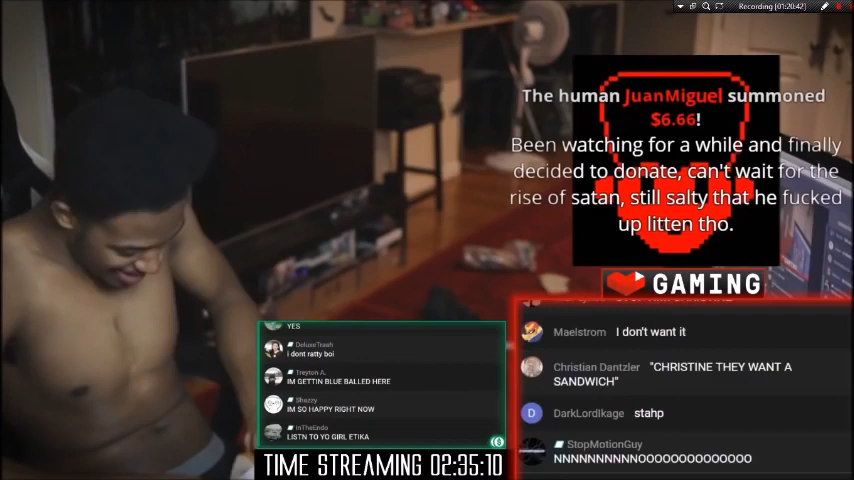 Recording [01:20:42]
The human JuanMiguel summoned
$6.66!
Been watching for a while and finally
decided to donate, can't wait for the
rise of satan, still salty that he fucked
up litten tho.
GAMING
Maelstrom I don't want it
Christian Dantzler "CHRISTINE THEY WANT A
SANDWICH"
D DarkLordIkage stahp
StopMotionGuy
NNNNNNNNNNOOOOOOOOOOOOOO
YES
DeluxeTrash
i dont ratty boi
Treyton A.
IM GETTIN BLUE BALLED HERE
Shazzy
IM SO HAPPY RIGHT NOW
InTheEndo
LISTN TO YO GIRL ETIKA
TIME STREAMING 02:35:10